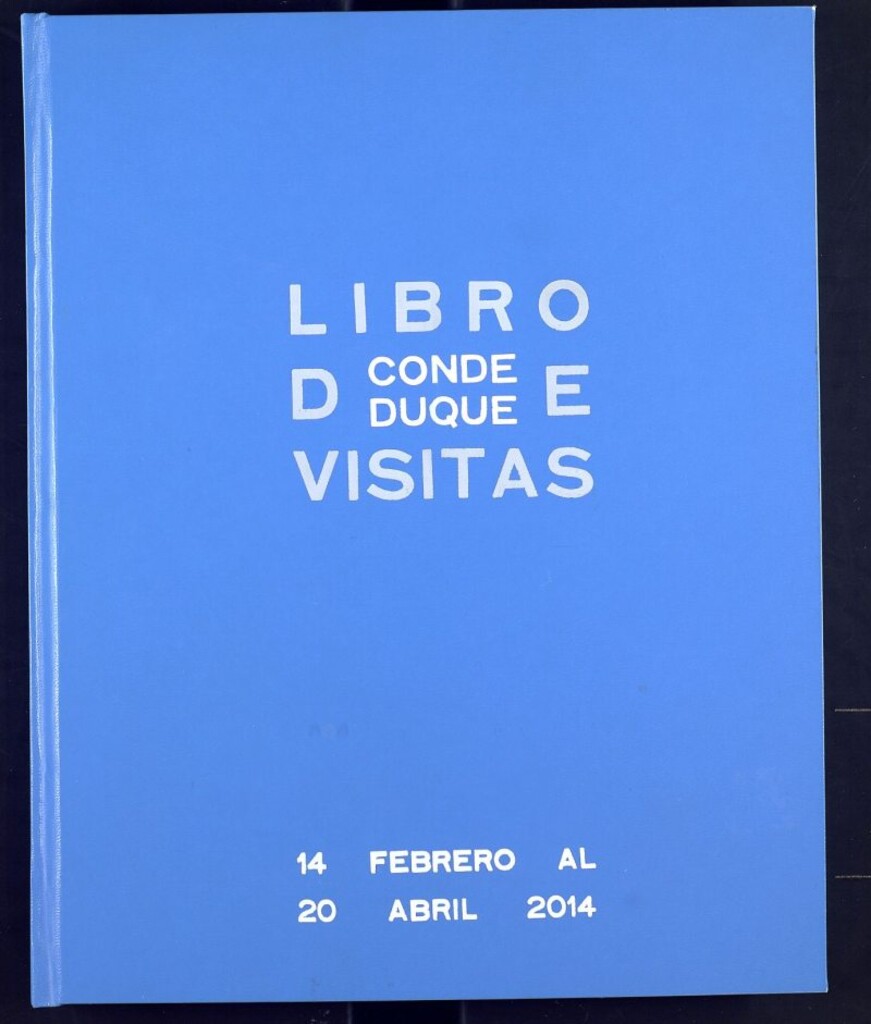 LIBRO
D CONDE E
DUQUE
VISITAS
14 FEBRERO AL
20 ABRIL 2014